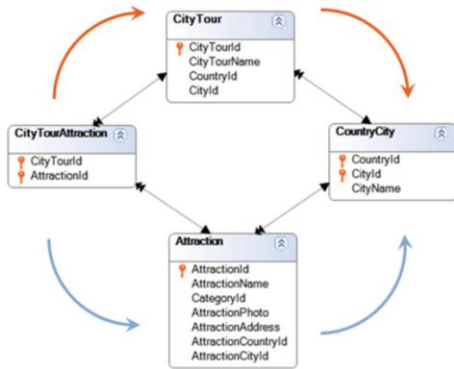 CityTour
CityTourId
CityTourName
CountryId
CityId
CityTourAttraction
CityTourId
AttractionId
CountryCity
CountryId
CityId
CityName
Attraction
AttractionId
AttractionName
CategoryId
AttractionPhoto
AttractionAddress
AttractionCountryId
AttractionCityId